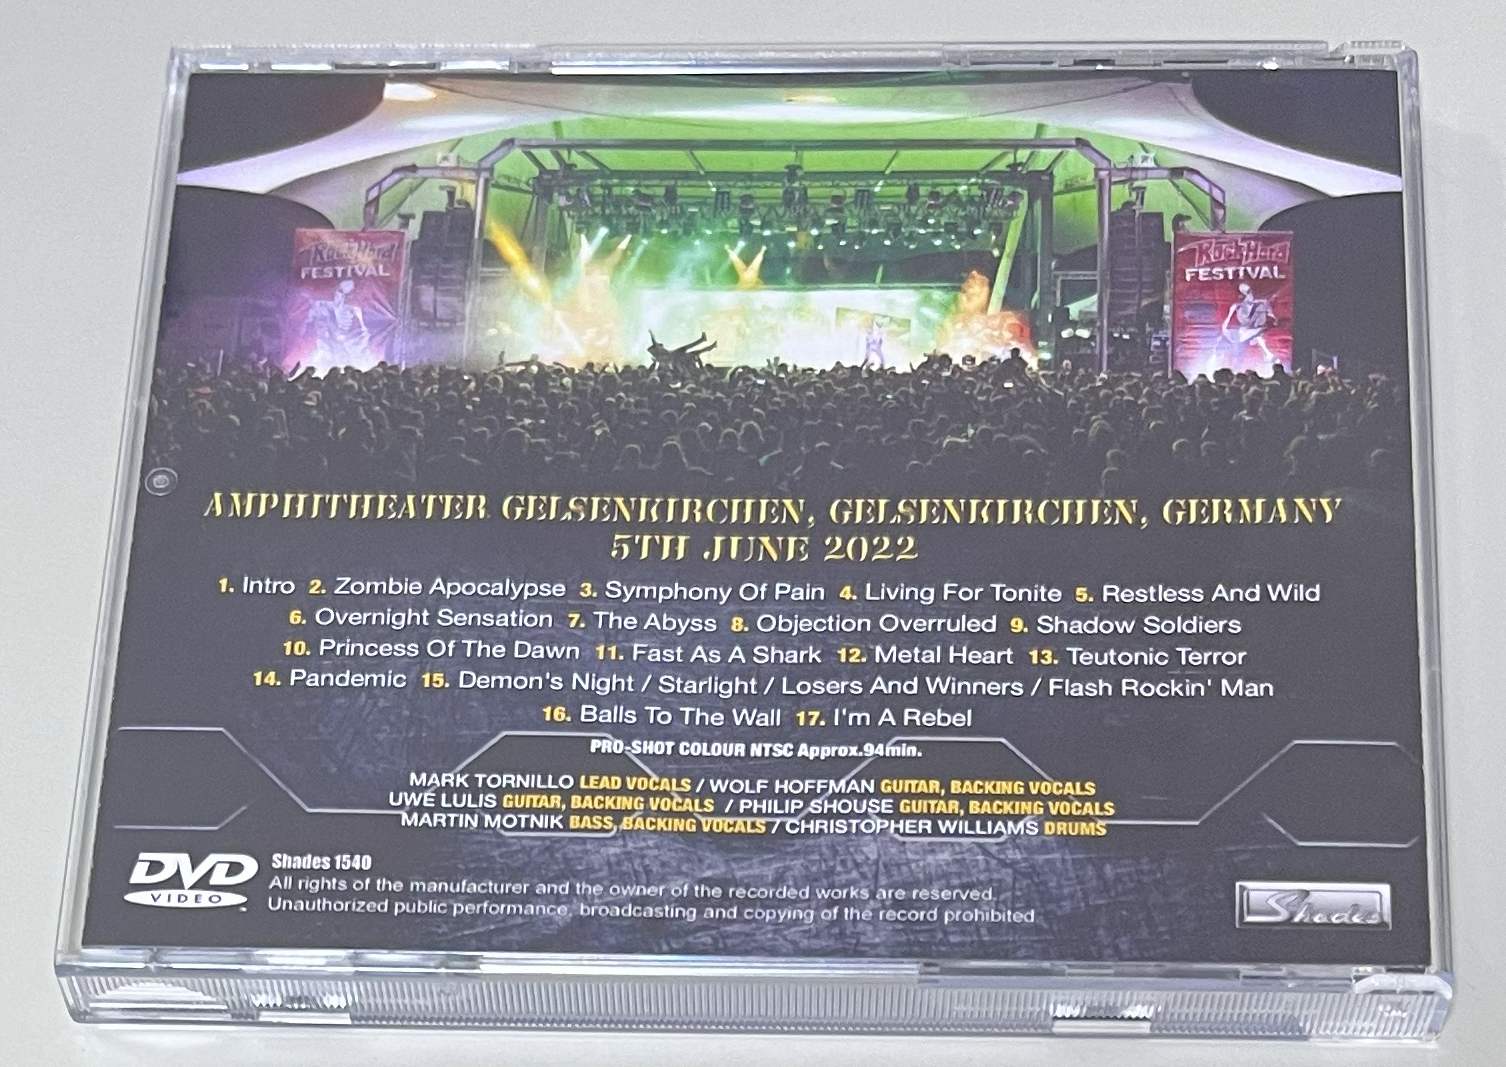 Rock Hard
FESTIVAL
Rock Hard
FESTIVAL
AMPHITHEATER GELSENKIRCHEN, GELSENKIRCHEN, GERMANY
5TH JUNE 2022
1. Intro 2. Zombie Apocalypse 3. Symphony Of Pain 4. Living For Tonite 5. Restless And Wild
6. Overnight Sensation 7. The Abyss 8. Objection Overruled 9. Shadow Soldiers
10. Princess Of The Dawn 11. Fast As A Shark 12. Metal Heart 13. Teutonic Terror
14. Pandemic 15. Demon's Night / Starlight / Losers And Winners / Flash Rockin' Man
16. Balls To The Wall 17. I'm A Rebel
PRO-SHOT COLOUR NTSC Approx.94min.
MARK TORNILLO LEAD VOCALS / WOLF HOFFMAN GUITAR, BACKING VOCALS
UWE LULIS GUITAR, BACKING VOCALS / PHILIP SHOUSE GUITAR, BACKING VOCALS
MARTIN MOTNIK BASS, BACKING VOCALS / CHRISTOPHER WILLIAMS DRUMS
DVD
VIDEO
Shades 1540
All rights of the manufacturer and the owner of the recorded works are reserved.
Unauthorized public performance, broadcasting and copying of the record prohibited
Shades